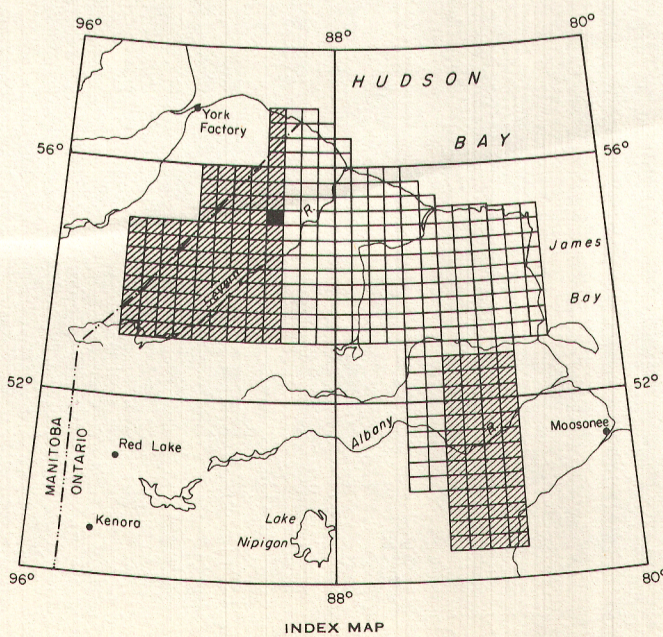 96°
88°
80°
HUDSON
BAY
York
Factory
56°
56°
R.
Severn
James
Bay
52°
52°
MANITOBA
ONTARIO
Red Lake
Kenora
Albany
R.
Moosonee
Lake
Nipigon
96°
88°
80°
INDEX MAP